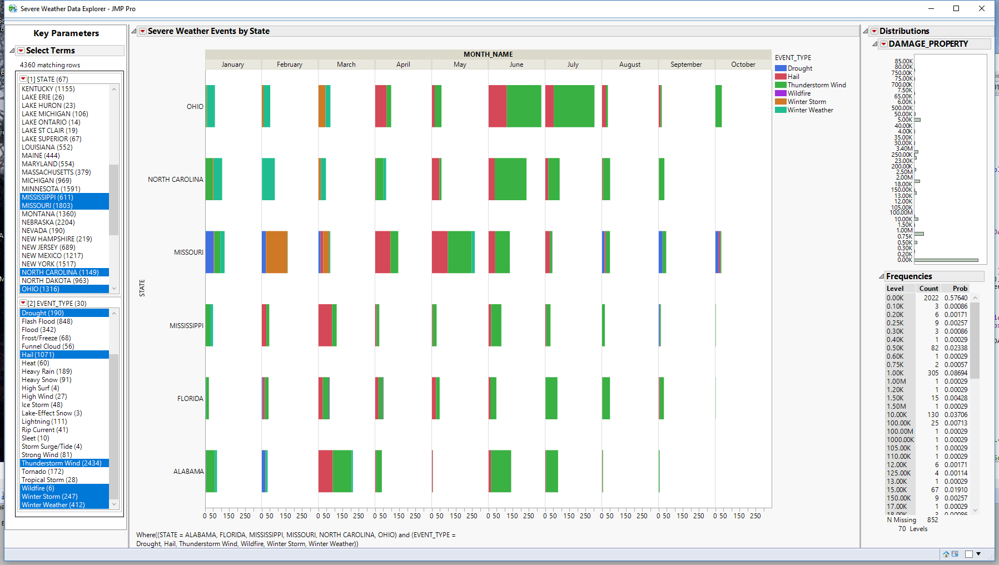 Severe Weather Data Explorer - JMP Pro
Key Parameters
Select Terms
4360 matching rows
[1] STATE (67)
KENTUCKY (1155)
LAKE ERIE (26)
LAKE HURON (23)
LAKE MICHIGAN (106)
LAKE ONTARIO (14)
LAKE ST CLAIR (19)
LAKE SUPERIOR (67)
LOUISIANA (552)
MAINE (444)
MARYLAND (554)
MASSACHUSETTS (379)
MICHIGAN (969)
MINNESOTA (1591)
MISSISSIPPI (611)
MISSOURI (1803)
MONTANA (1360)
NEBRASKA (2204)
NEVADA (190)
NEW HAMPSHIRE (219)
NEW JERSEY (689)
NEW MEXICO (1217)
NEW YORK (1517)
NORTH CAROLINA (1149)
NORTH DAKOTA (963)
OHIO (1316)
[2] EVENT_TYPE (30)
Drought (190)
Flash Flood (848)
Flood (342)
Frost/Freeze (68)
Funnel Cloud (56)
Hail (1071)
Heat (60)
Heavy Rain (189)
Heavy Snow (91)
High Surf (4)
High Wind (27)
Ice Storm (48)
Lake-Effect Snow (3)
Lightning (111)
Rip Current (41)
Sleet (10)
Storm Surge/Tide (4)
Strong Wind (81)
Thunderstorm Wind (2434)
Tornado (172)
Tropical Storm (28)
Wildfire (6)
Winter Storm (247)
Winter Weather (412)
Severe Weather Events by State
MONTH_NAME
January February March April May June July August September October
OHIO
NORTH CAROLINA
MISSOURI
MISSISSIPPI
FLORIDA
ALABAMA
STATE
0 50 150 250 0 50 150 250 0 50 150 250 0 50 150 250 0 50 150 250 0 50 150 250 0 50 150 250 0 50 150 250 0 50 150 250 0 50 150 250
Where((STATE = ALABAMA, FLORIDA, MISSISSIPPI, MISSOURI, NORTH CAROLINA, OHIO) and (EVENT_TYPE =
Drought, Hail, Thunderstorm Wind, Wildfire, Winter Storm, Winter Weather))
EVENT_TYPE
Drought
Hail
Thunderstorm Wind
Wildfire
Winter Storm
Winter Weather
Distributions
DAMAGE_PROPERTY
85.00K
80.00K
750.00K
75.00K
700.00K
7.50K
65.00K
6.00K
500.00K
50.00K
5.00K
40.00K
4.00K
35.00K
30.00K
3.40M
250.00K
23.00K
200.00K
2.50M
2.00M
18.00K
150.00K
13.00K
12.00K
105.00K
100.00M
10.00K
1.50K
1.00M
0.75K
0.50K
0.30K
0.20K
0.00K
Frequencies
Level Count Prob
0.00K 2022 0.57640
0.10K 3 0.00086
0.20K 6 0.00171
0.25K 9 0.00257
0.30K 3 0.00086
0.40K 1 0.00029
0.50K 82 0.02338
0.60K 1 0.00029
0.75K 2 0.00057
1.00K 305 0.08694
1.00M 1 0.00029
1.20K 1 0.00029
1.50K 15 0.00428
1.50M 1 0.00029
10.00K 130 0.03706
100.00K 25 0.00713
100.00M 1 0.00029
1000.00K 1 0.00029
105.00K 1 0.00029
110.00K 1 0.00029
12.00K 6 0.00171
125.00K 4 0.00114
13.00K 1 0.00029
15.00K 67 0.01910
150.00K 9 0.00257
17.00K 1 0.00029
18.00K 3 0.00086
N Missing 852
70 Levels